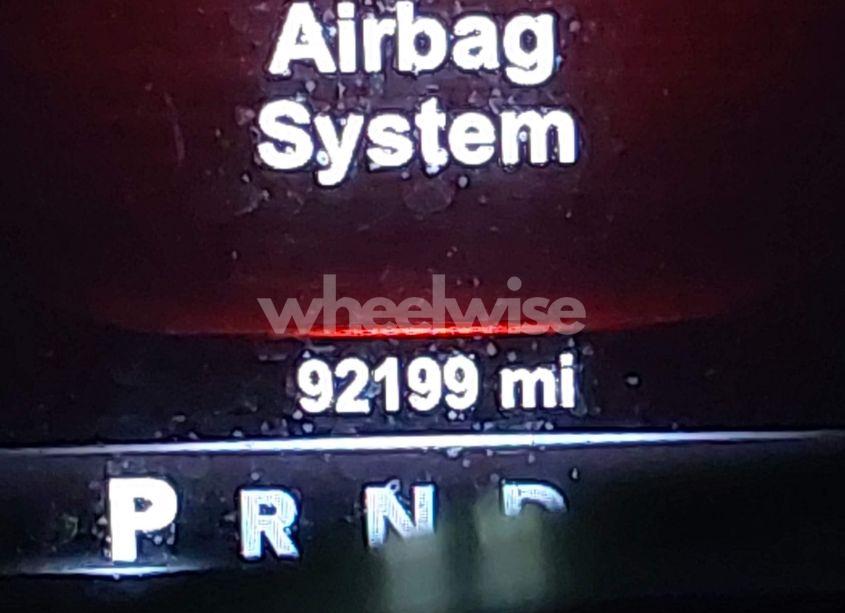 Airbag
System
wheelwise
92199 mi
P R N D